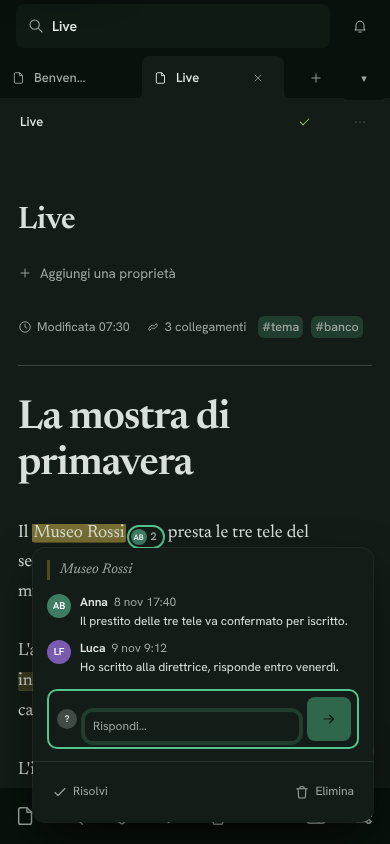 Live
Benven...
Live
Live
Live
Aggiungi una proprietà
Modificata 07:30
3 collegamenti
#tema
#banco
La mostra di
primavera
Il Museo Rossi AB 2 presta le tre tele del
Museo Rossi
AB
Anna 8 nov 17:40
Il prestito delle tre tele va confermato per iscritto.
LF
Luca 9 nov 9:12
Ho scritto alla direttrice, risponde entro venerdì.
?
Rispondi...
Risolvi
Elimina